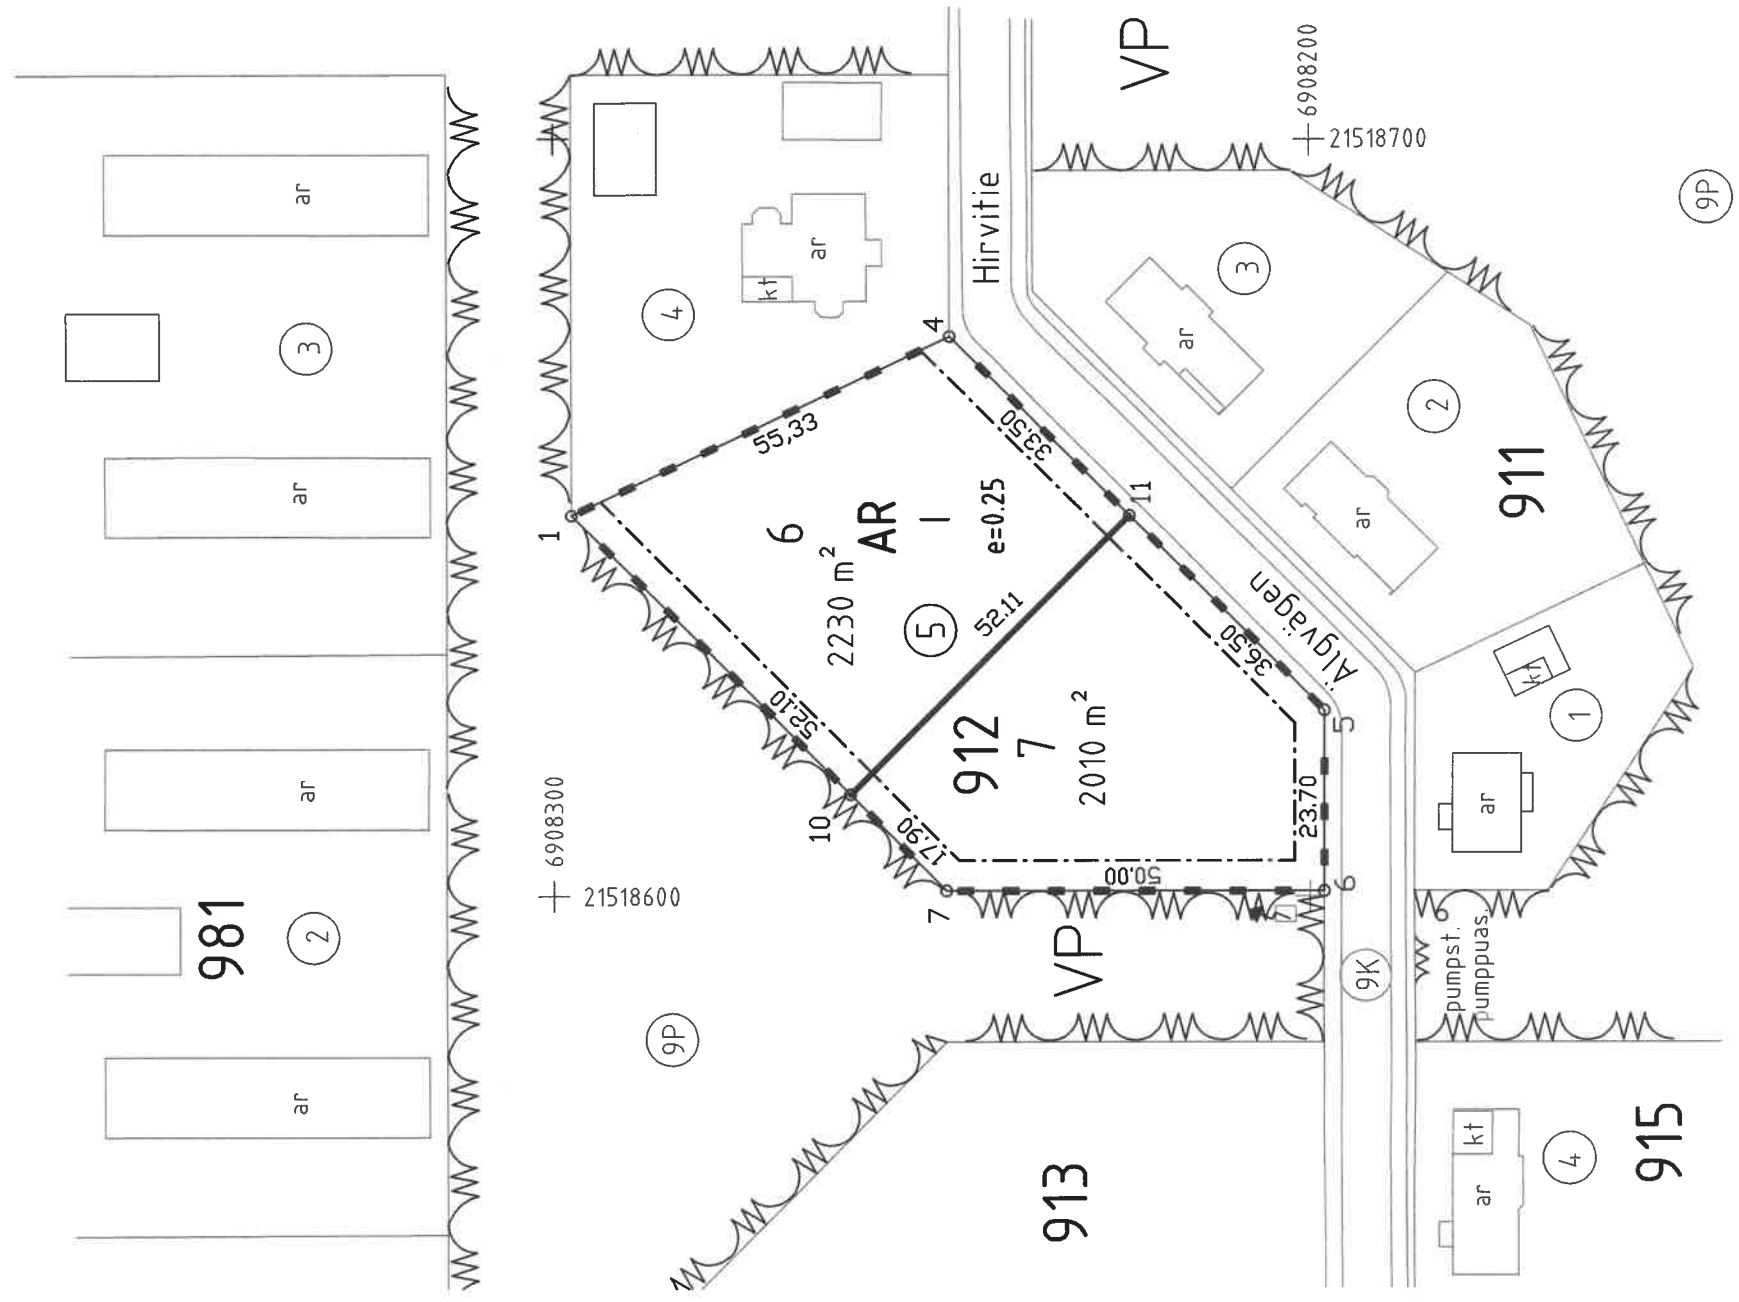 981
3
ar
ar
ar
ar
2
9P
6908300
21518600
1
4
7
10
11
5
6
55,33
33,50
52,10
52,11
36,50
17,90
50,00
23,70
6
2230 m²
AR
I
e=0.25
5
912
7
2010 m²
4
ar
kt
Hirvitie
Älgvägen
VP
6908200
21518700
9P
3
ar
2
ar
911
1
kt
ar
VP
7
9K
pumpst.
pumppuas.
913
915
4
ar
kt